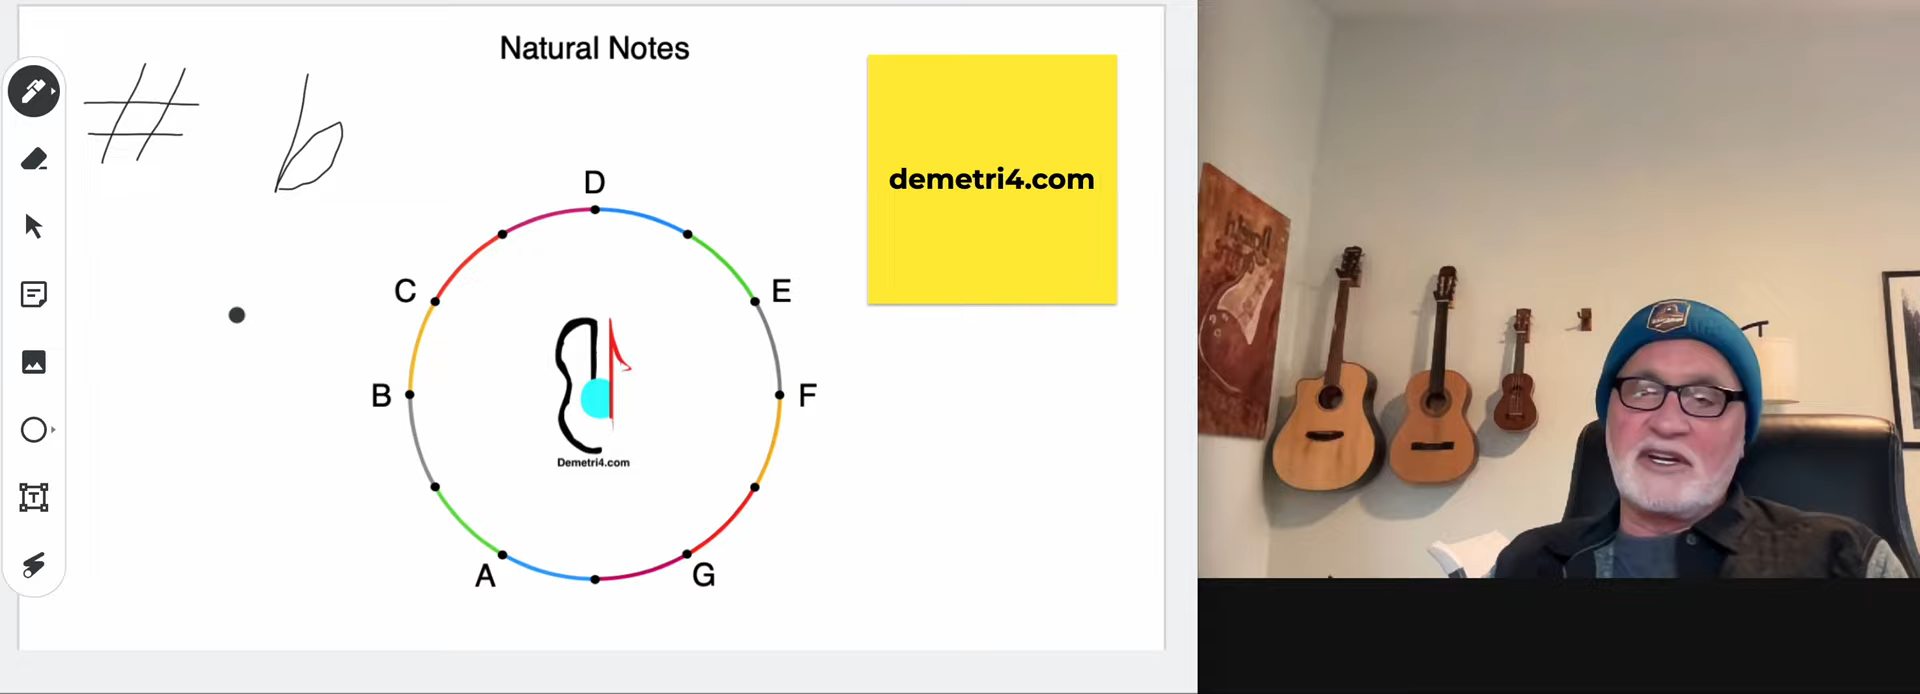 Natural Notes
# b
demetri4.com
D
C
E
B
F
A
G
Demetri4.com